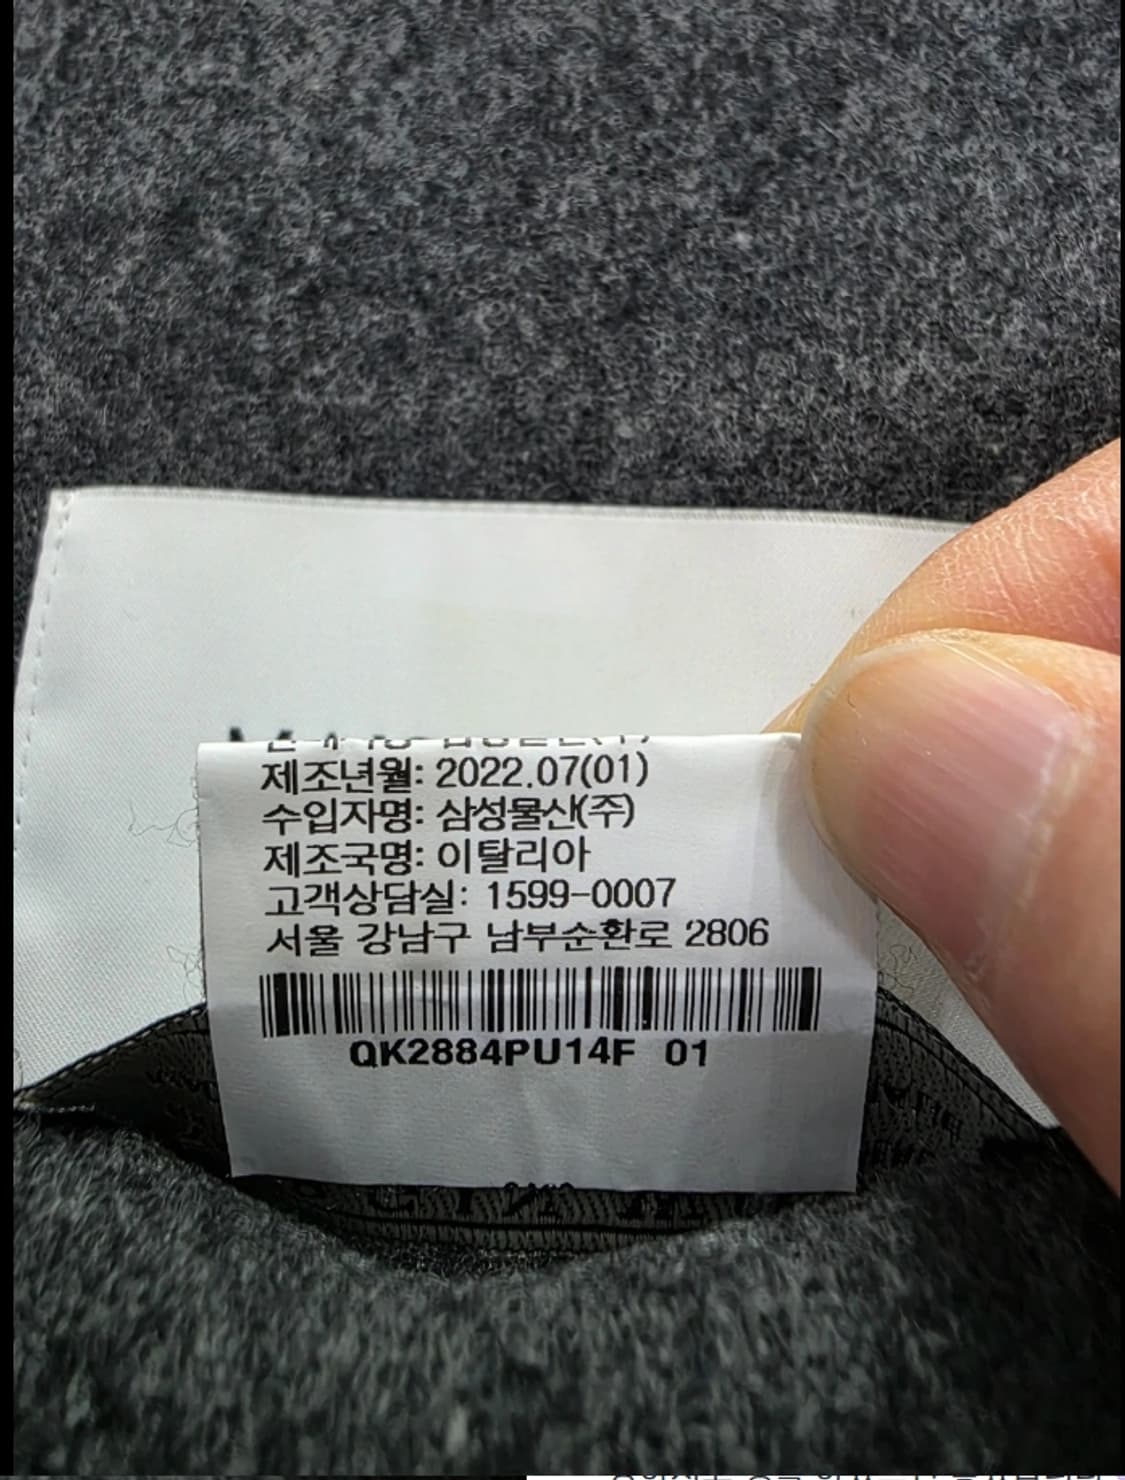 제조년월: 2022.07(01)
수입자명: 삼성물산(주)
제조국명: 이탈리아
고객상담실: 1599-0007
서울 강남구 남부순환로 2806
QK2884PU14F 01